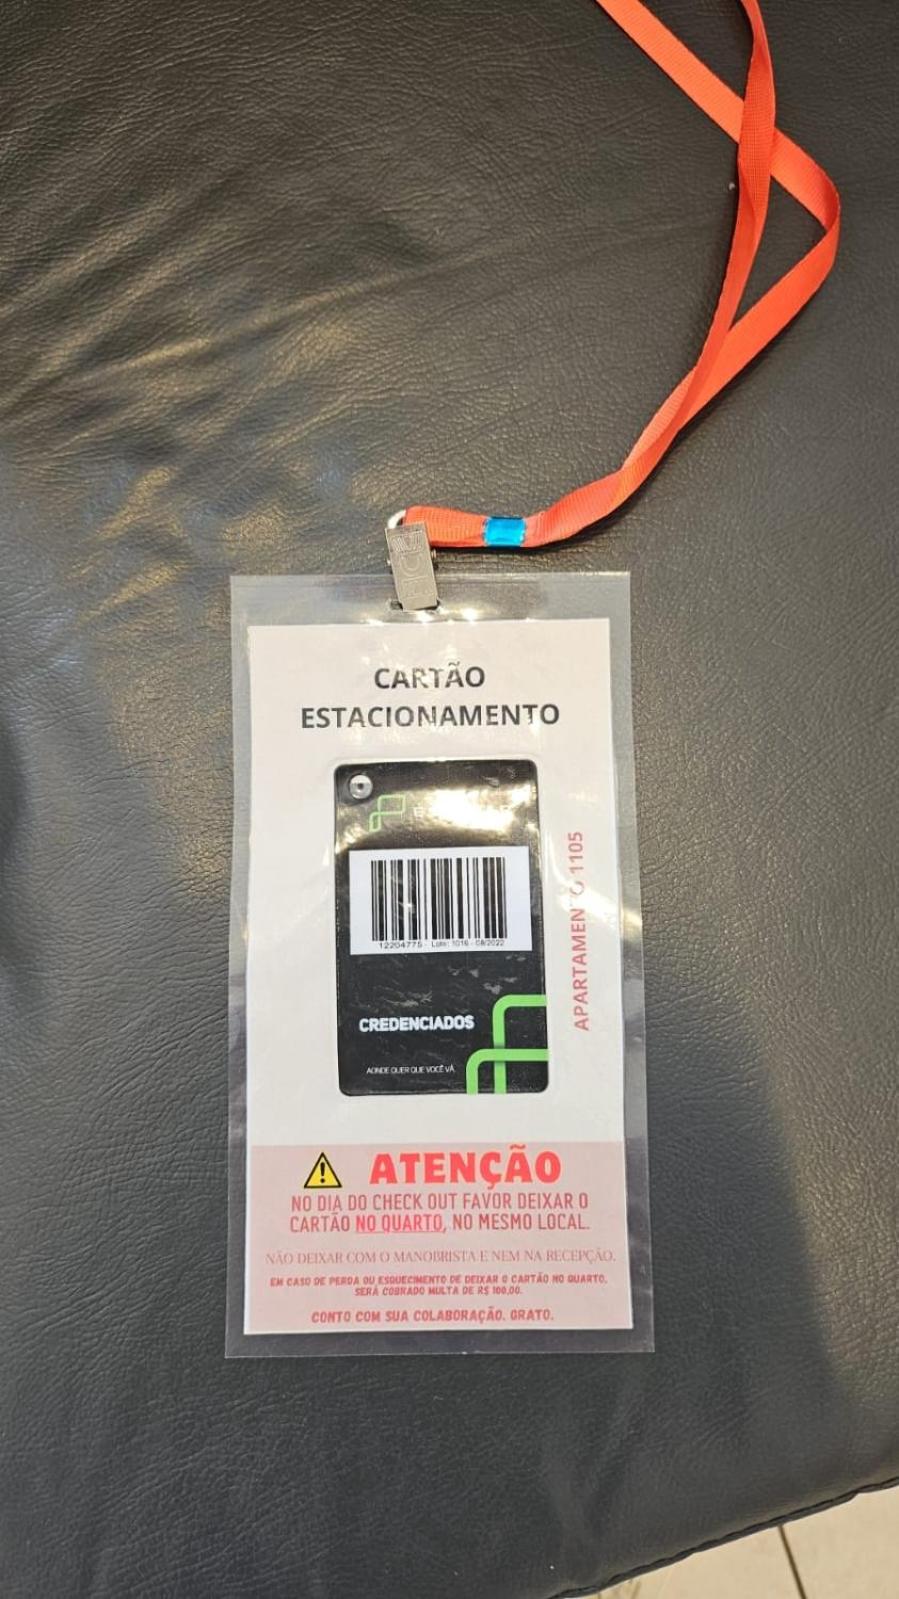 CARTÃO
ESTACIONAMENTO
12204775 - Lote: 1016 - 08/2022
CREDENCIADOS
AONDE QUER QUE VOCÊ VÁ.
APARTAMENTO 1105
ATENÇÃO
NO DIA DO CHECK OUT FAVOR DEIXAR O
CARTÃO NO QUARTO, NO MESMO LOCAL.
NÃO DEIXAR COM O MANOBRISTA E NEM NA RECEPÇÃO.
EM CASO DE PERDA OU ESQUECIMENTO DE DEIXAR O CARTÃO NO QUARTO,
SERÁ COBRADO MULTA DE R$ 100,00.
CONTO COM SUA COLABORAÇÃO. GRATO.